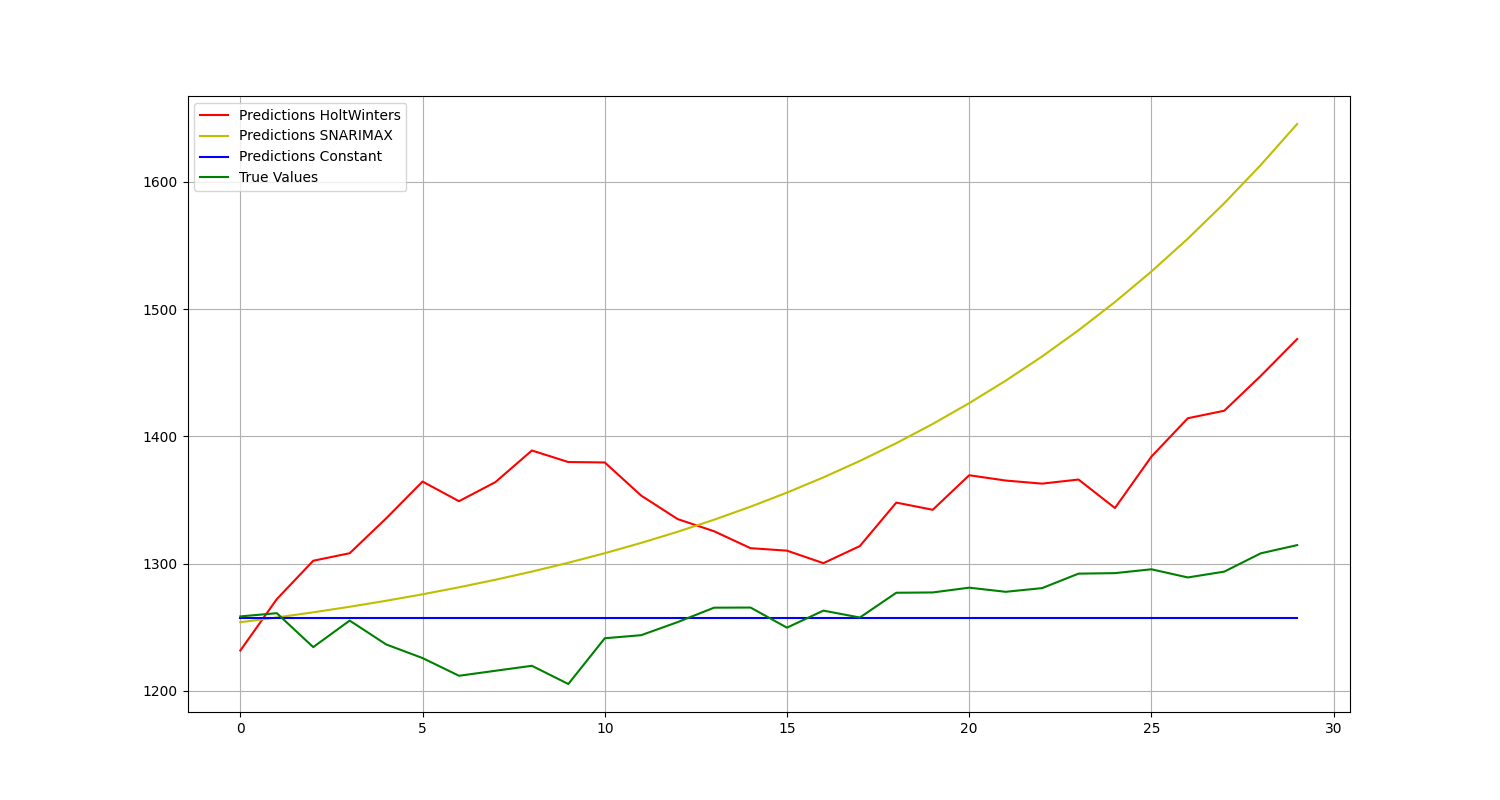 Predictions HoltWinters
Predictions SNARIMAX
Predictions Constant
True Values
1600
1500
1400
1300
1200
0 5 10 15 20 25 30